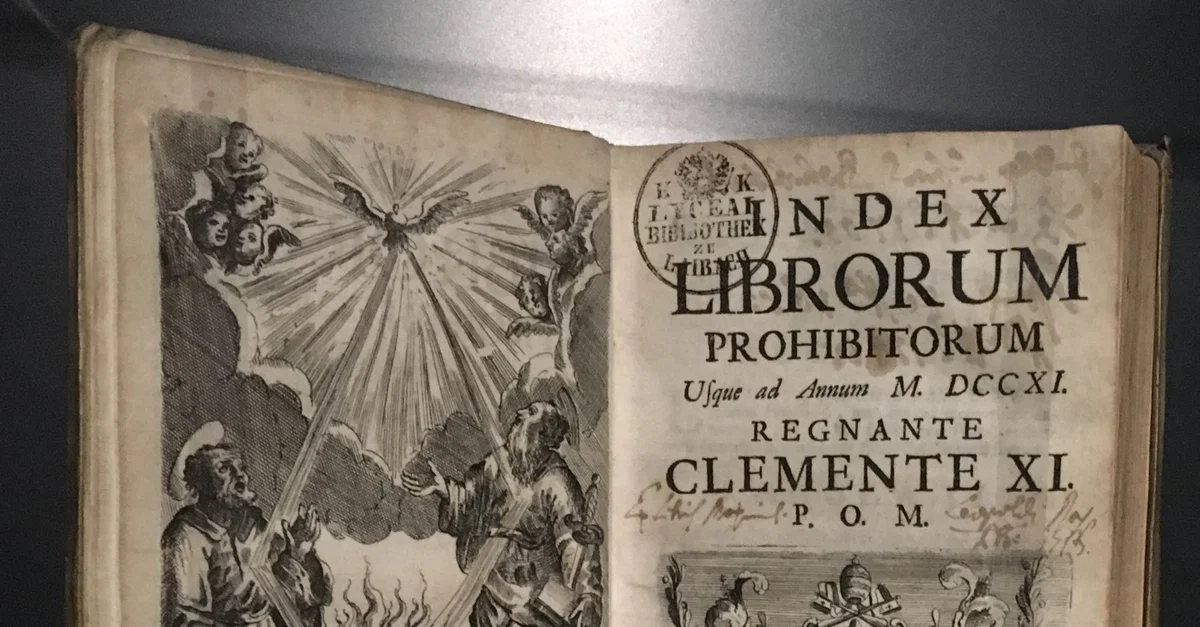 K K
LYCEAL
BIBLIOTHEK
ZU
LAIBACH
INDEX
LIBRORUM
PROHIBITORUM
Uſque ad Annum M. DCCXI.
REGNANTE
CLEMENTE XI.
P. O. M.